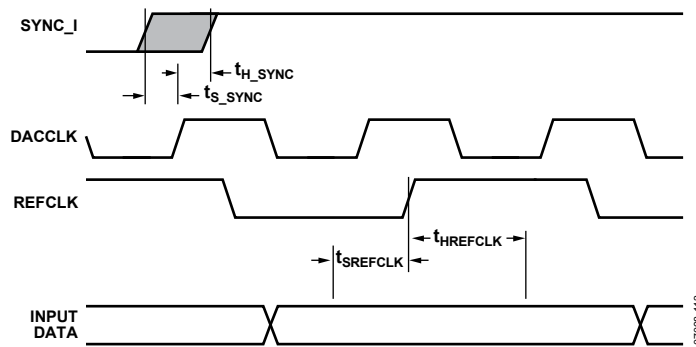 SYNC_I
tH_SYNC
tS_SYNC
DACCLK
REFCLK
tHREFCLK
tSREFCLK
INPUT
DATA